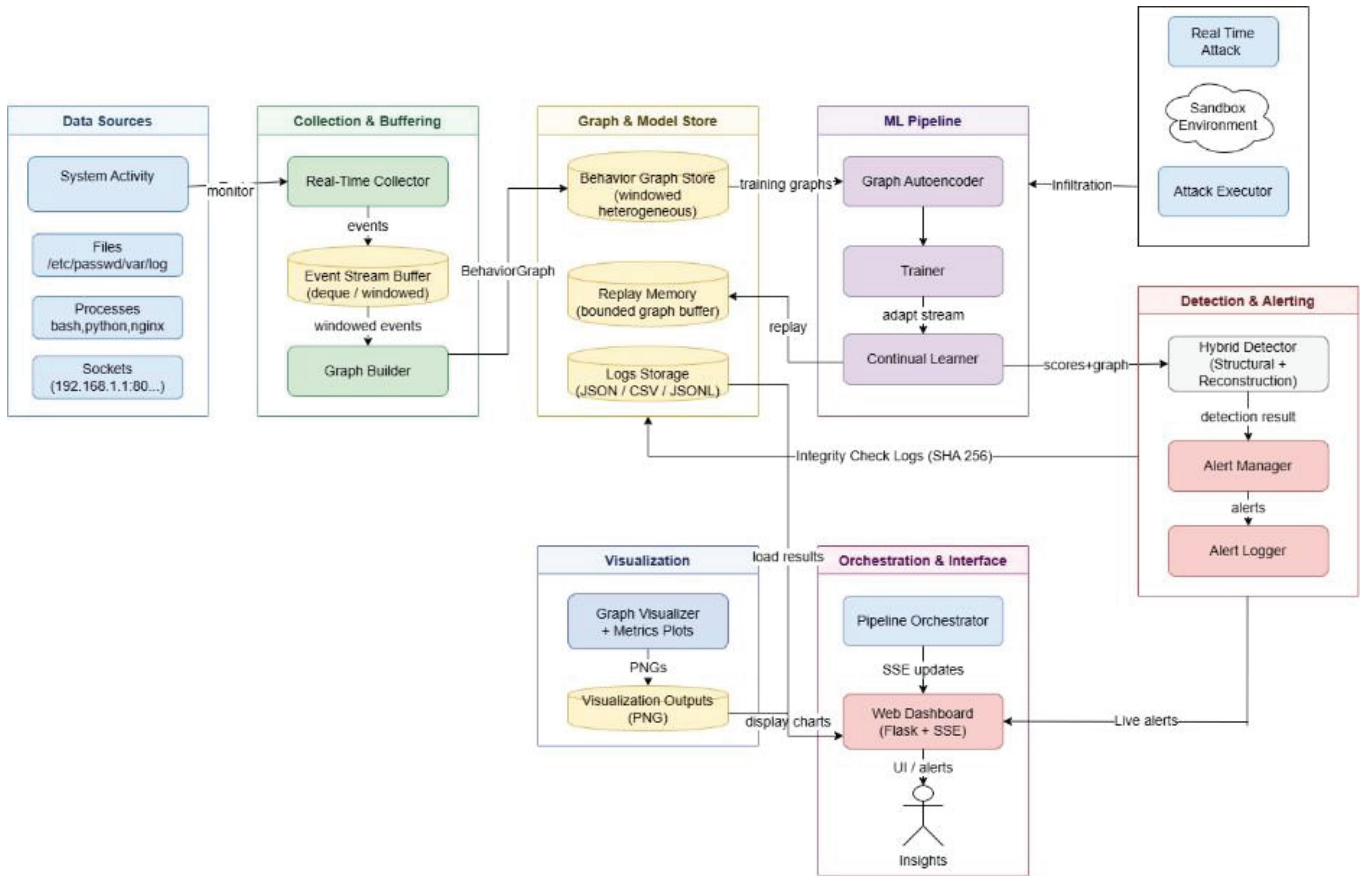 Real Time
Attack
Sandbox
Environment
Attack Executor
Infiltration
Data Sources
System Activity
Files
/etc/passwd/var/log
Processes
bash,python,nginx
Sockets
(192.168.1.1:80...)
monitor
Collection & Buffering
Real-Time Collector
events
Event Stream Buffer
(deque / windowed)
windowed events
Graph Builder
BehaviorGraph
Graph & Model Store
Behavior Graph Store
(windowed
heterogeneous)
Replay Memory
(bounded graph buffer)
Logs Storage
(JSON / CSV / JSONL)
training graphs
replay
ML Pipeline
Graph Autoencoder
Trainer
adapt stream
Continual Learner
scores+graph
Detection & Alerting
Hybrid Detector
(Structural +
Reconstruction)
detection result
Alert Manager
alerts
Alert Logger
Integrity Check Logs (SHA 256)
load results
Visualization
Graph Visualizer
+ Metrics Plots
PNGs
Visualization Outputs
(PNG)
display charts
Orchestration & Interface
Pipeline Orchestrator
SSE updates
Web Dashboard
(Flask + SSE)
UI / alerts
Insights
Live alerts